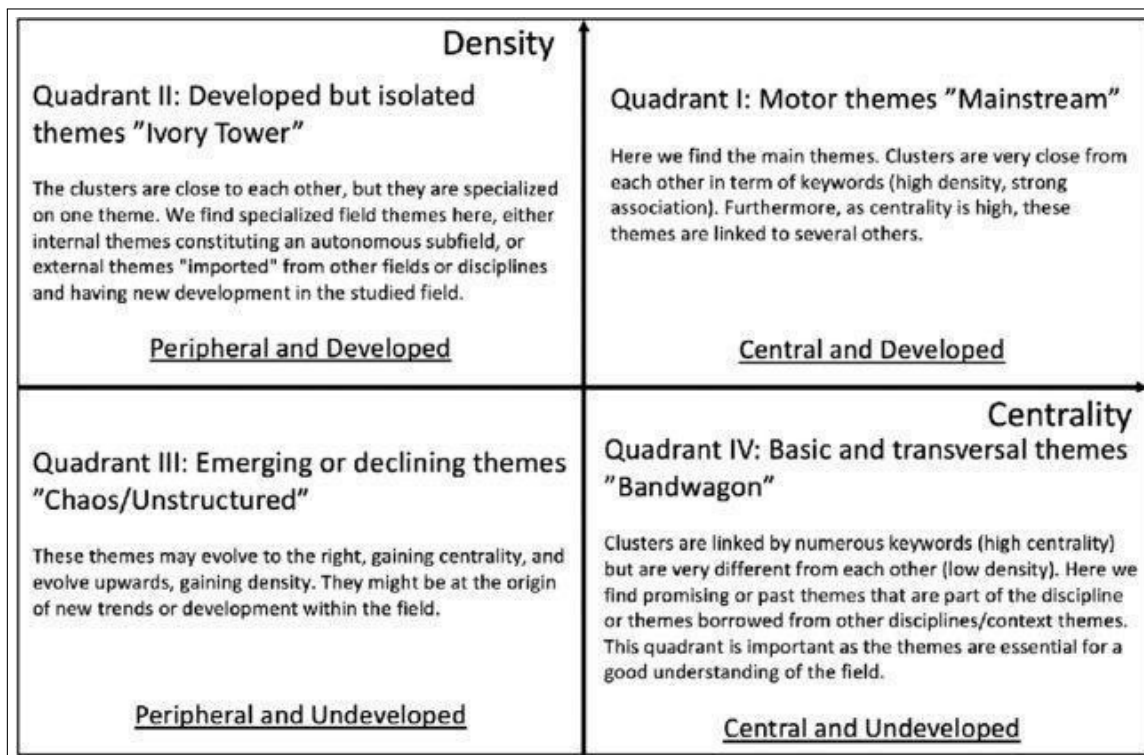 Density
Quadrant II: Developed but isolated
themes ”Ivory Tower”
The clusters are close to each other, but they are specialized
on one theme. We find specialized field themes here, either
internal themes constituting an autonomous subfield, or
external themes "imported" from other fields or disciplines
and having new development in the studied field.
Peripheral and Developed
Quadrant I: Motor themes ”Mainstream”
Here we find the main themes. Clusters are very close from
each other in term of keywords (high density, strong
association). Furthermore, as centrality is high, these
themes are linked to several others.
Central and Developed
Quadrant III: Emerging or declining themes
”Chaos/Unstructured”
These themes may evolve to the right, gaining centrality, and
evolve upwards, gaining density. They might be at the origin
of new trends or development within the field.
Peripheral and Undeveloped
Centrality
Quadrant IV: Basic and transversal themes
”Bandwagon”
Clusters are linked by numerous keywords (high centrality)
but are very different from each other (low density). Here we
find promising or past themes that are part of the discipline
or themes borrowed from other disciplines/context themes.
This quadrant is important as the themes are essential for a
good understanding of the field.
Central and Undeveloped